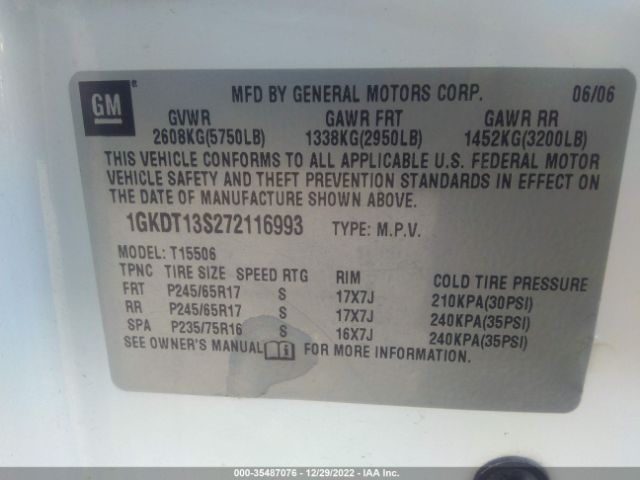 GM ® MFD BY GENERAL MOTORS CORP. 06/06
GVWR GAWR FRT GAWR RR
2608KG(5750LB) 1338KG(2950LB) 1452KG(3200LB)
THIS VEHICLE CONFORMS TO ALL APPLICABLE U.S. FEDERAL MOTOR
VEHICLE SAFETY AND THEFT PREVENTION STANDARDS IN EFFECT ON
THE DATE OF MANUFACTURE SHOWN ABOVE.
1GKDT13S272116993 TYPE: M.P.V.
MODEL: T15506
TPNC TIRE SIZE SPEED RTG RIM COLD TIRE PRESSURE
FRT P245/65R17 S 17X7J 210KPA(30PSI)
RR P245/65R17 S 17X7J 240KPA(35PSI)
SPA P235/75R16 S 16X7J 240KPA(35PSI)
SEE OWNER'S MANUAL FOR MORE INFORMATION.
000-35487076 - 12/29/2022 - IAA Inc.